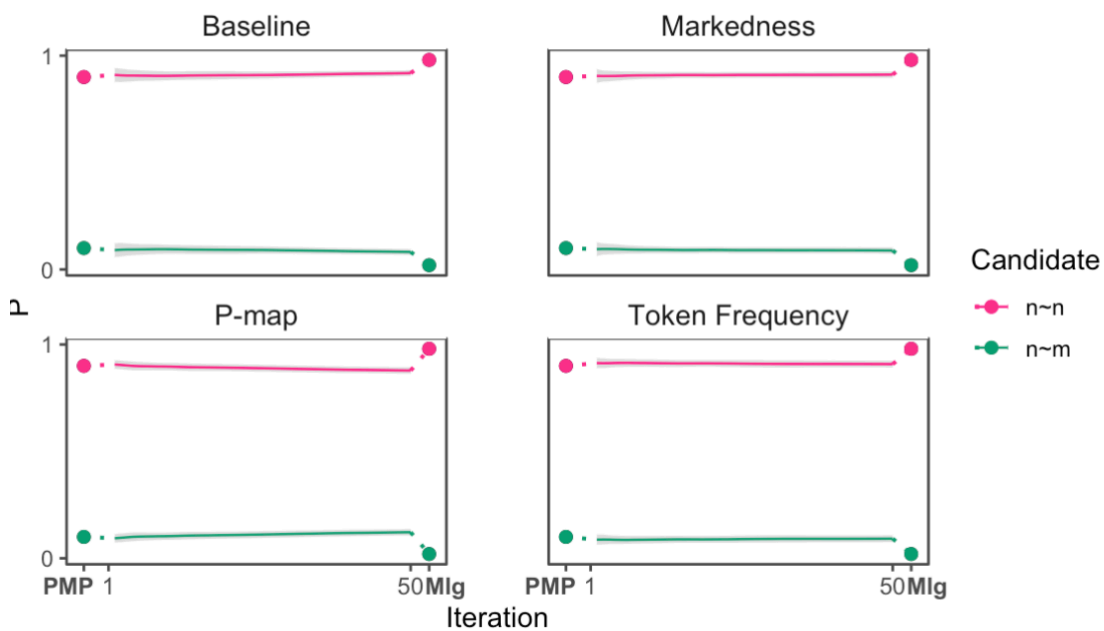 Baseline
Markedness
1
0
P
P-map
Token Frequency
1
0
PMP 1 50 Mlg
PMP 1 50 Mlg
Iteration
Candidate
n~n
n~m